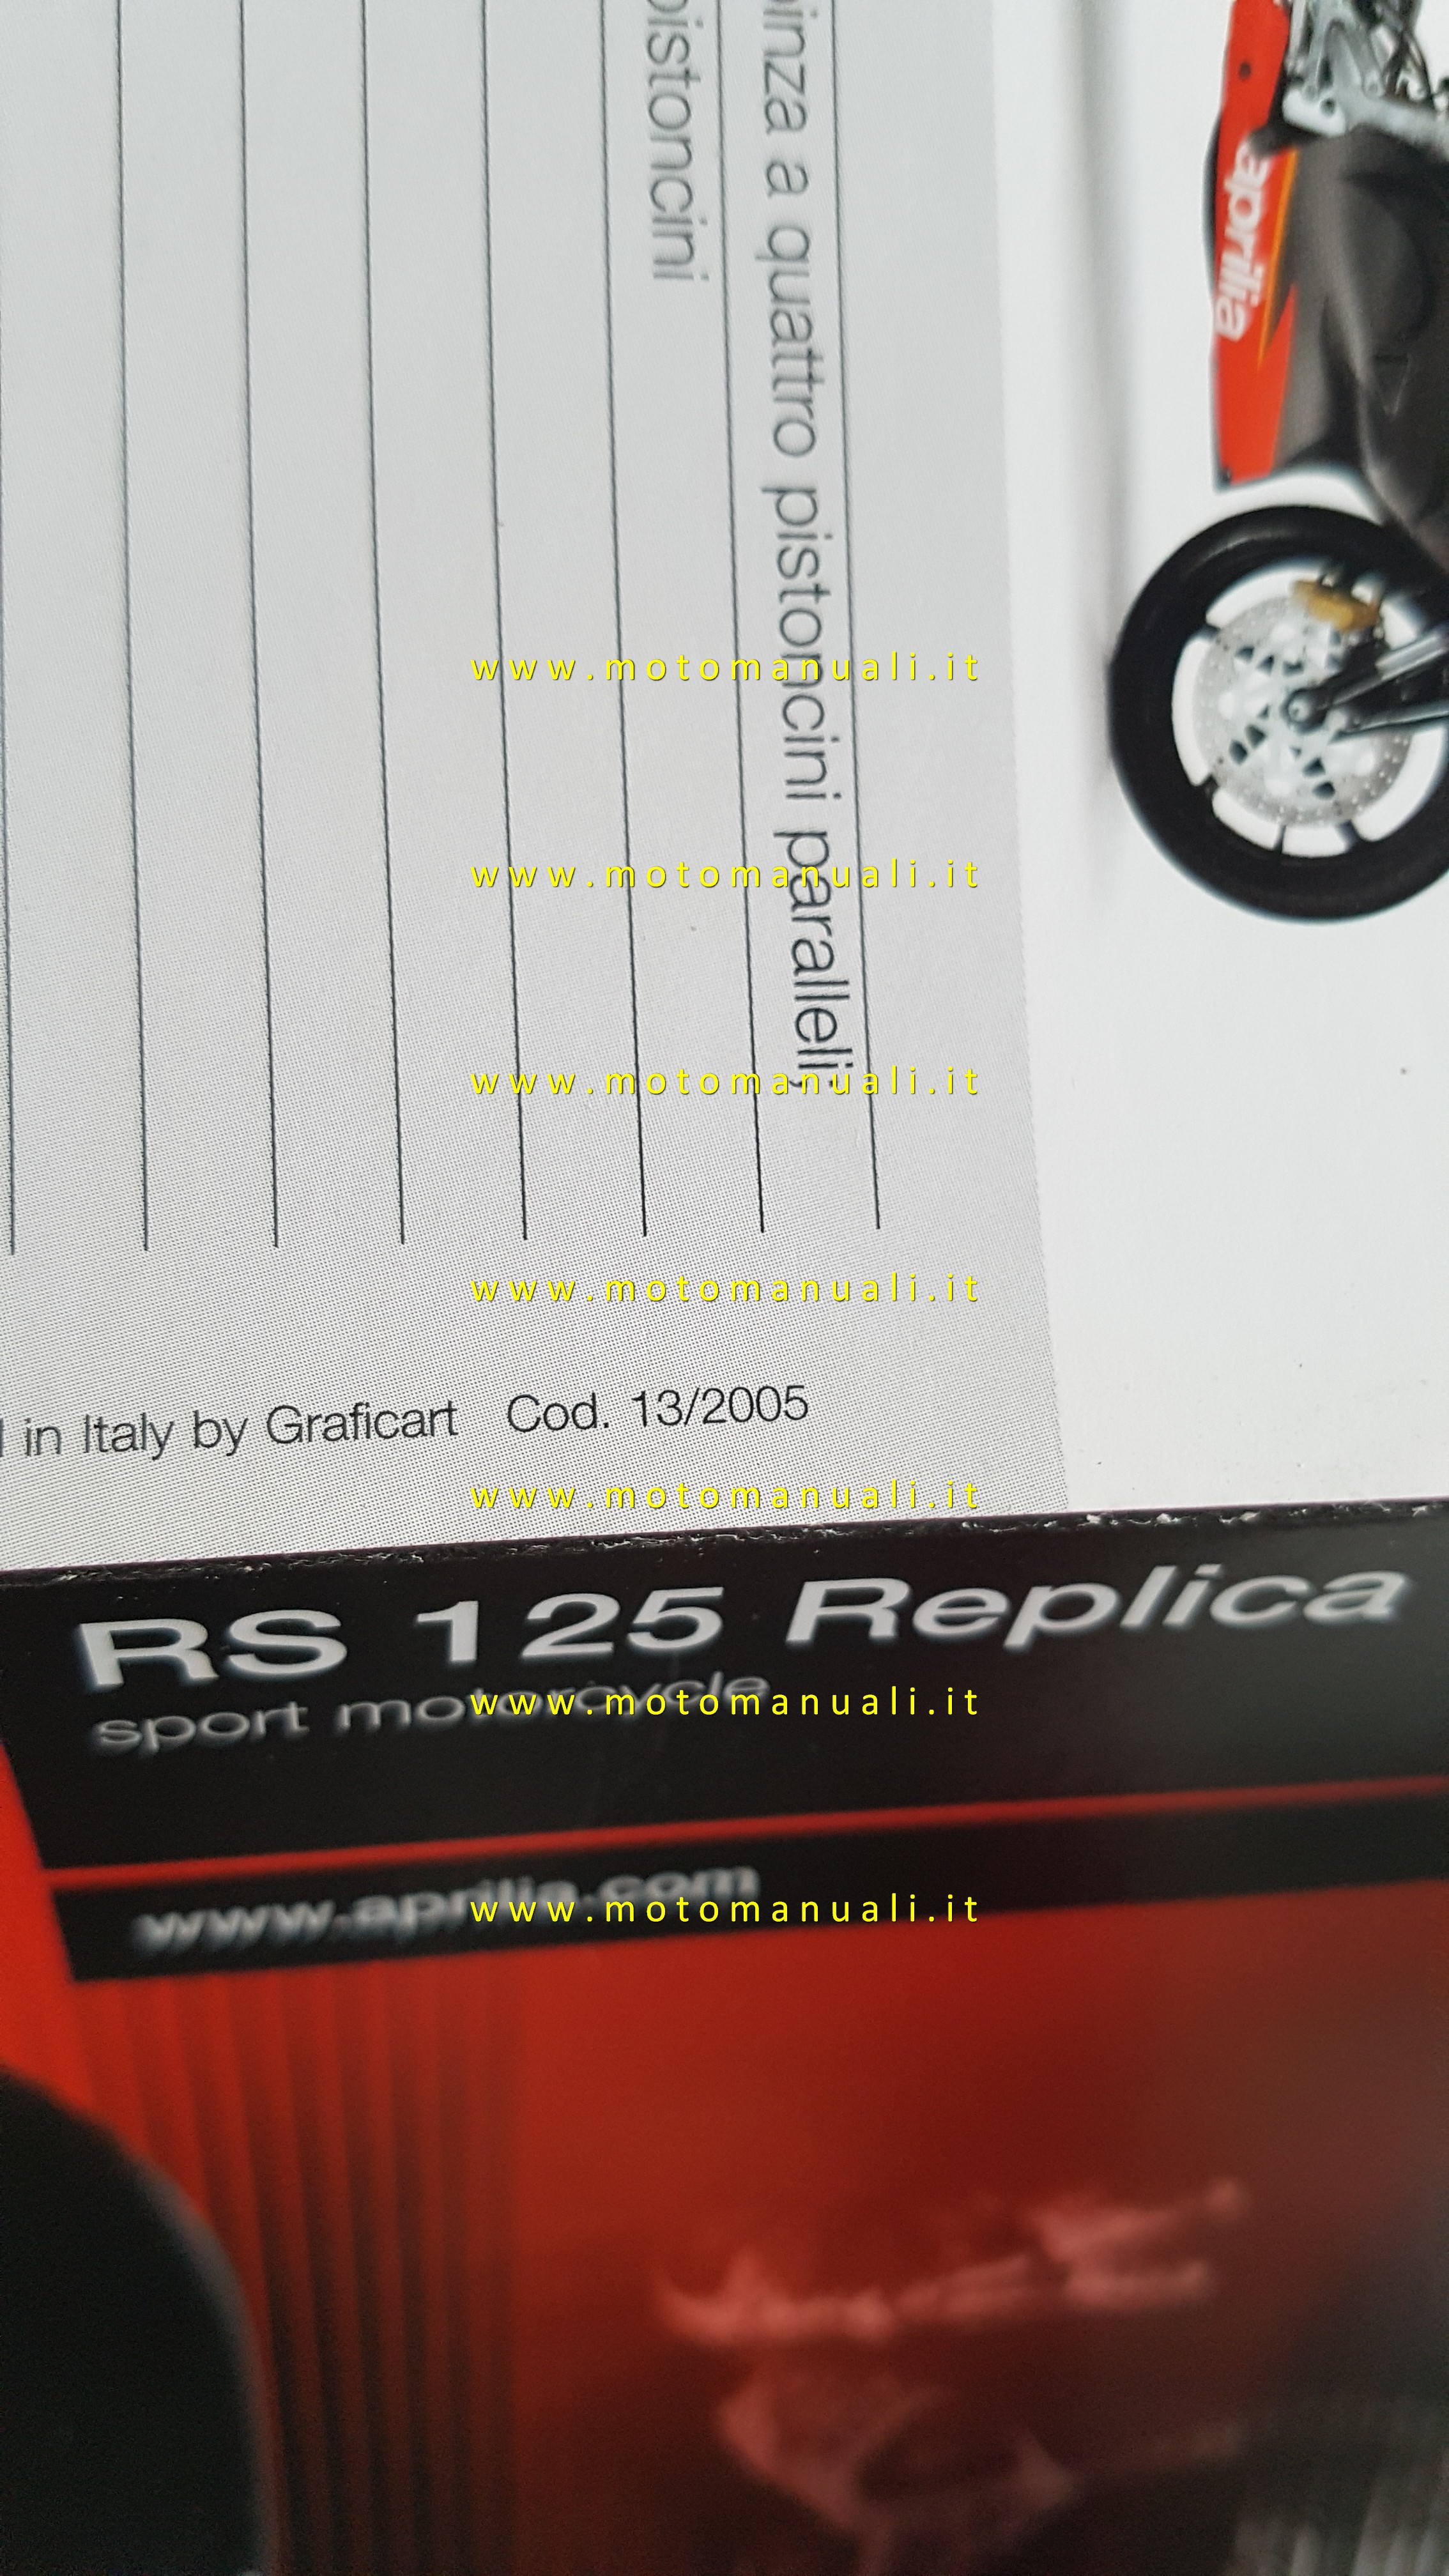 aprilia
pinza a quattro pistoncini paralleli;
pistoncini
www.motomanuali.it
www.motomanuali.it
www.motomanuali.it
www.motomanuali.it
in Italy by Graficart Cod. 13/2005
www.motomanuali.it
RS 125 Replica
sport motorcycle
www.motomanuali.it
www.aprilia.com
www.motomanuali.it